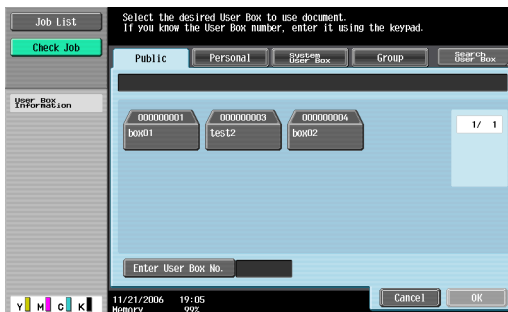 Job List
Check Job
Select the desired User Box to use document.
If you know the User Box number, enter it using the keypad.
Public
Personal
System User Box
Group
Search User Box
User Box Information
000000001
box01
000000003
test2
000000004
box02
1/ 1
Enter User Box No.
Cancel
OK
Y M C K
11/21/2006 19:05
Memory 99%